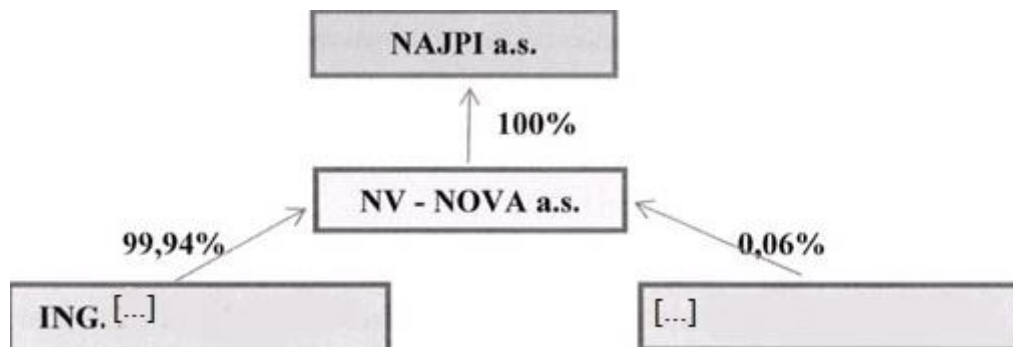 NAJPI a.s.
100%
NV - NOVA a.s.
99,94%
0,06%
ING. [...]
[...]